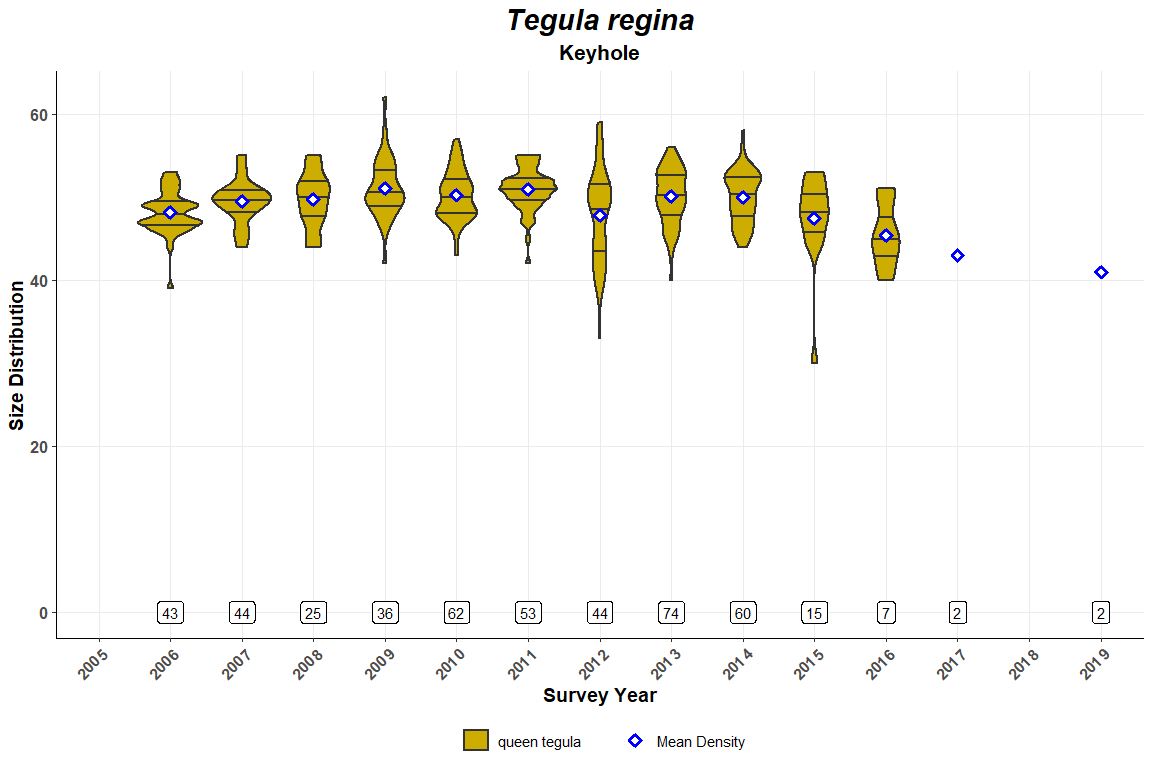 Tegula regina
Keyhole
Size Distribution
60
40
20
0
43 44 25 36 62 53 44 74 60 15 7 2 2
2005 2006 2007 2008 2009 2010 2011 2012 2013 2014 2015 2016 2017 2018 2019
Survey Year
queen tegula Mean Density